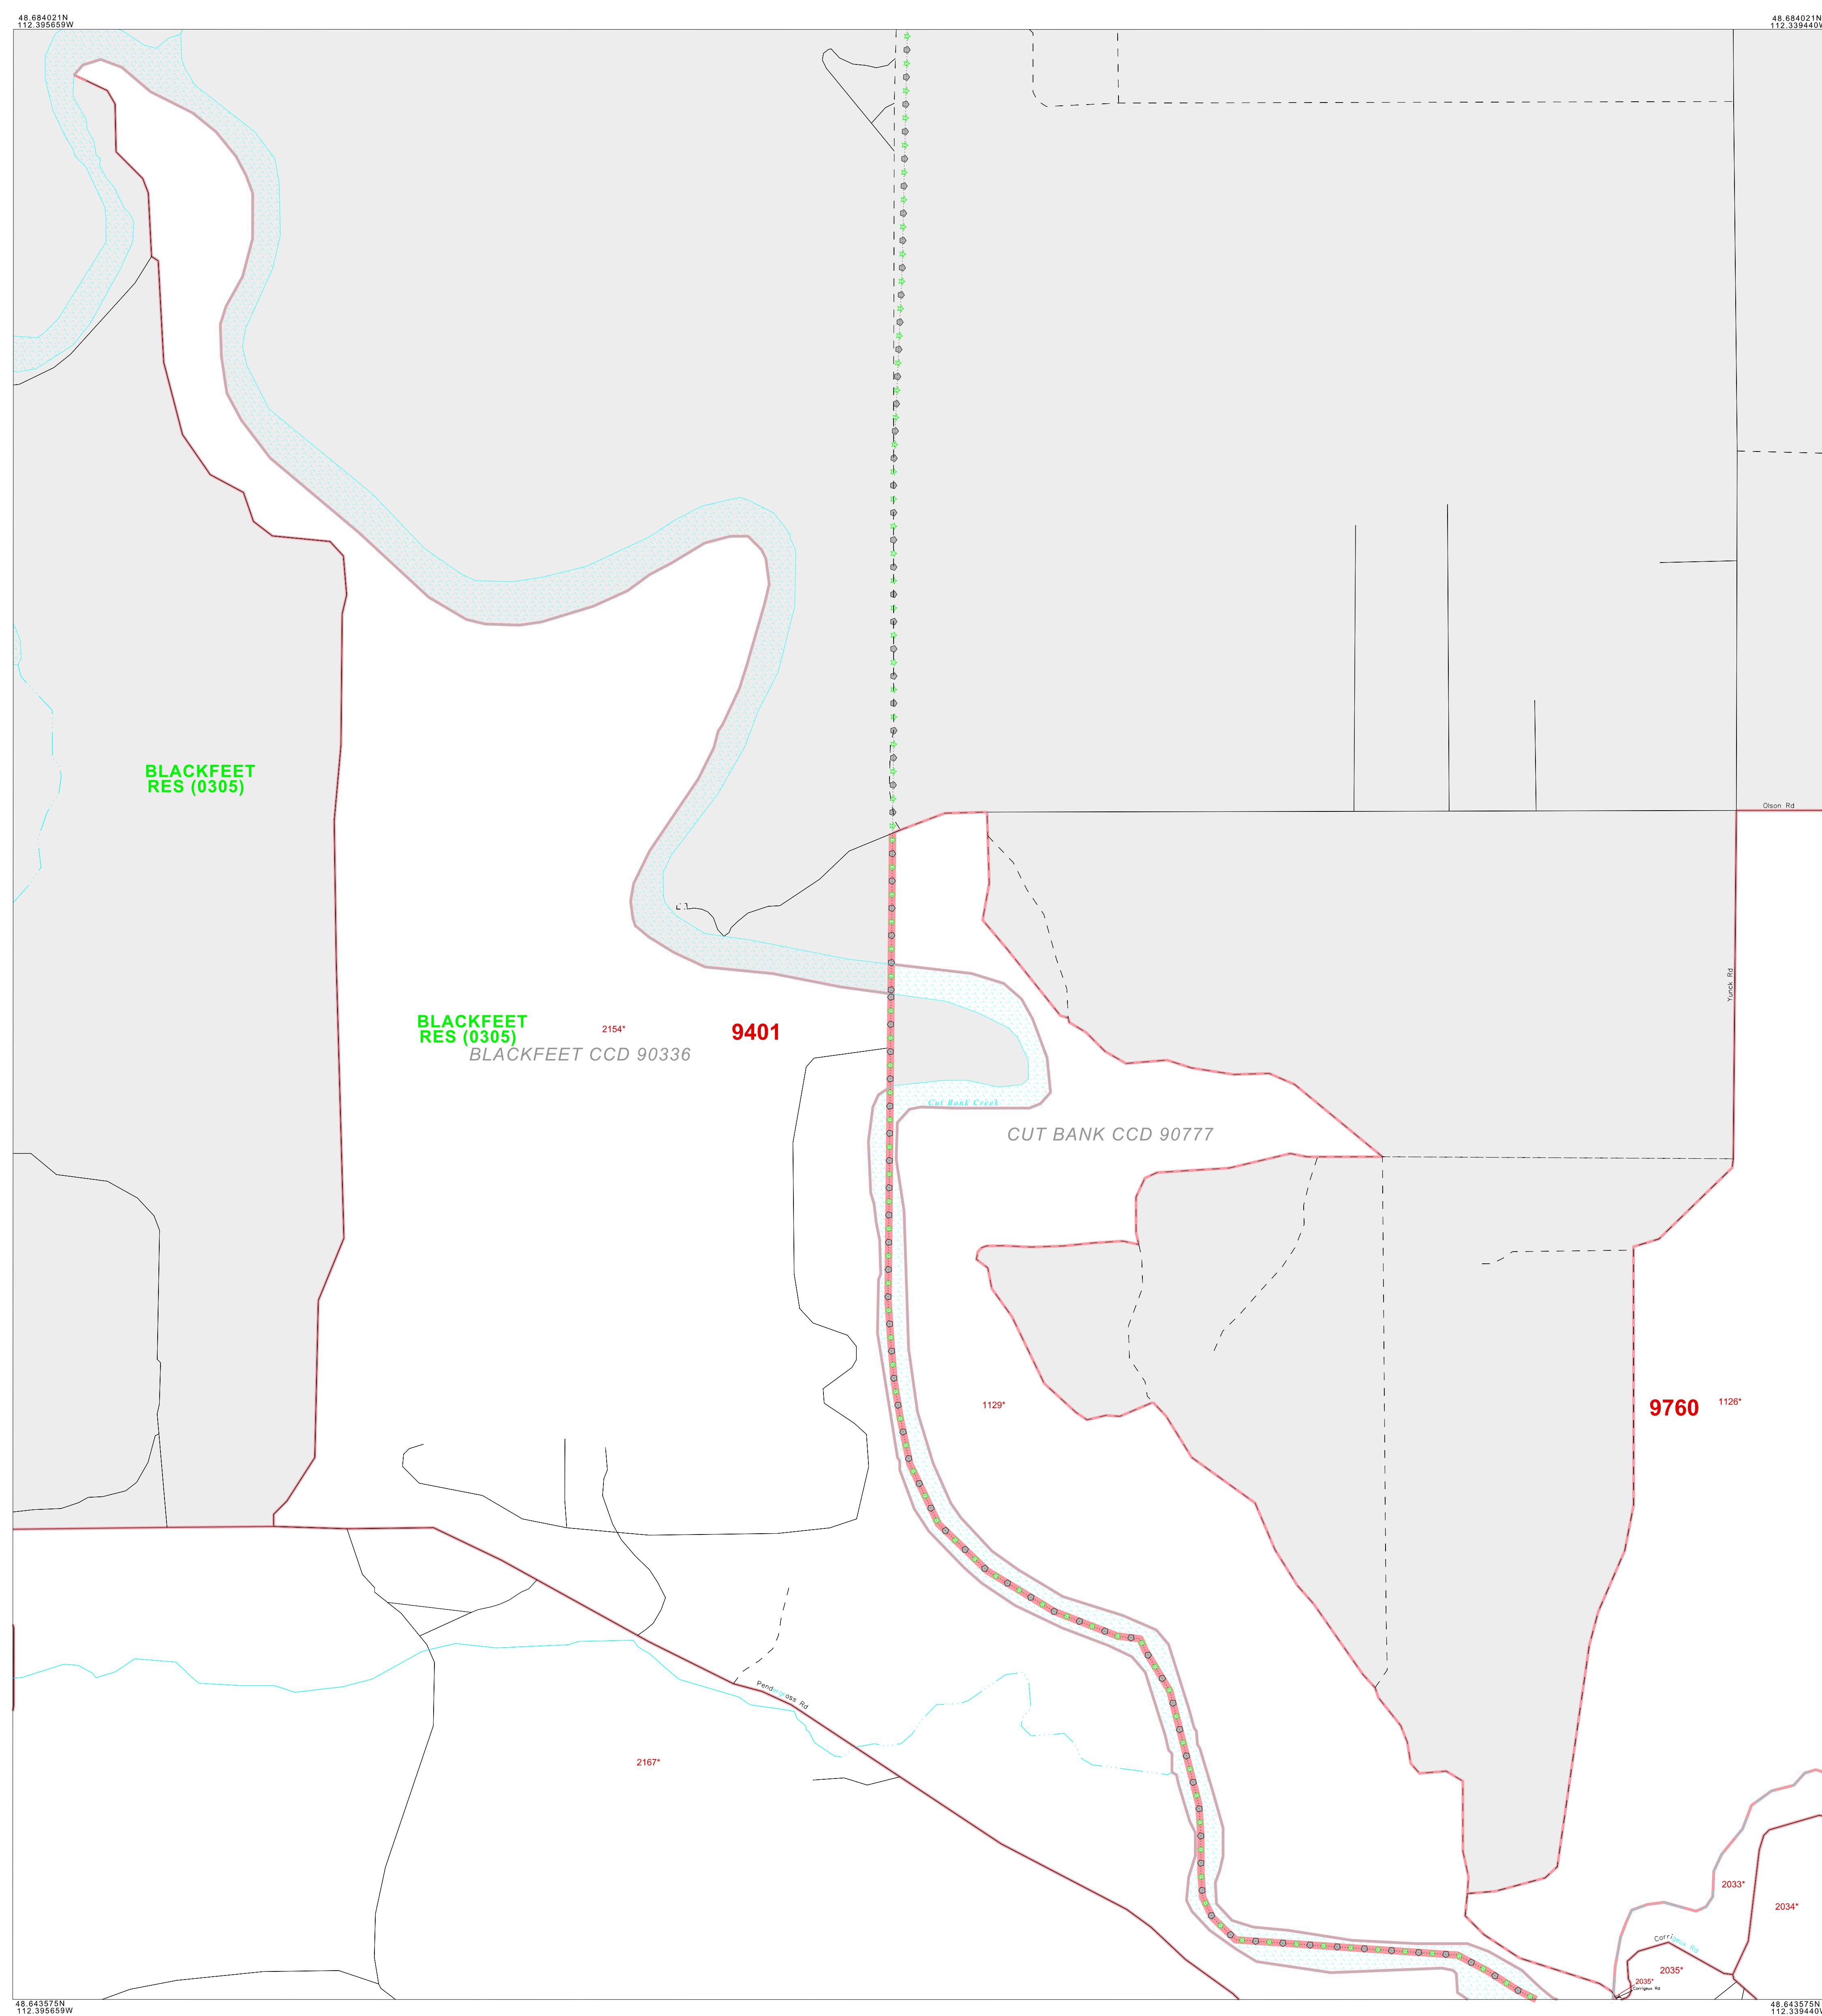 48.684021N
112.395659W
48.684021N
112.339440W
BLACKFEET
RES (0305)
Olson Rd
Yunck Rd
BLACKFEET
RES (0305)
2154*
9401
BLACKFEET CCD 90336
Cut Bank Creek
CUT BANK CCD 90777
1129*
9760
1126*
2167*
2033*
2034*
2035*
2035*
48.643575N
112.395659W
48.643575N
112.339440W